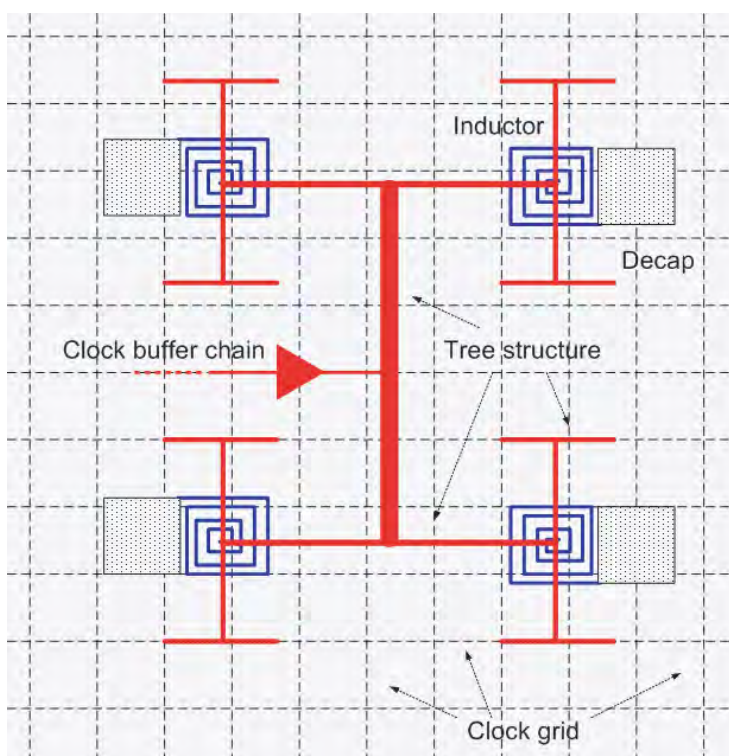 Inductor
Decap
Clock buffer chain
Tree structure
Clock grid